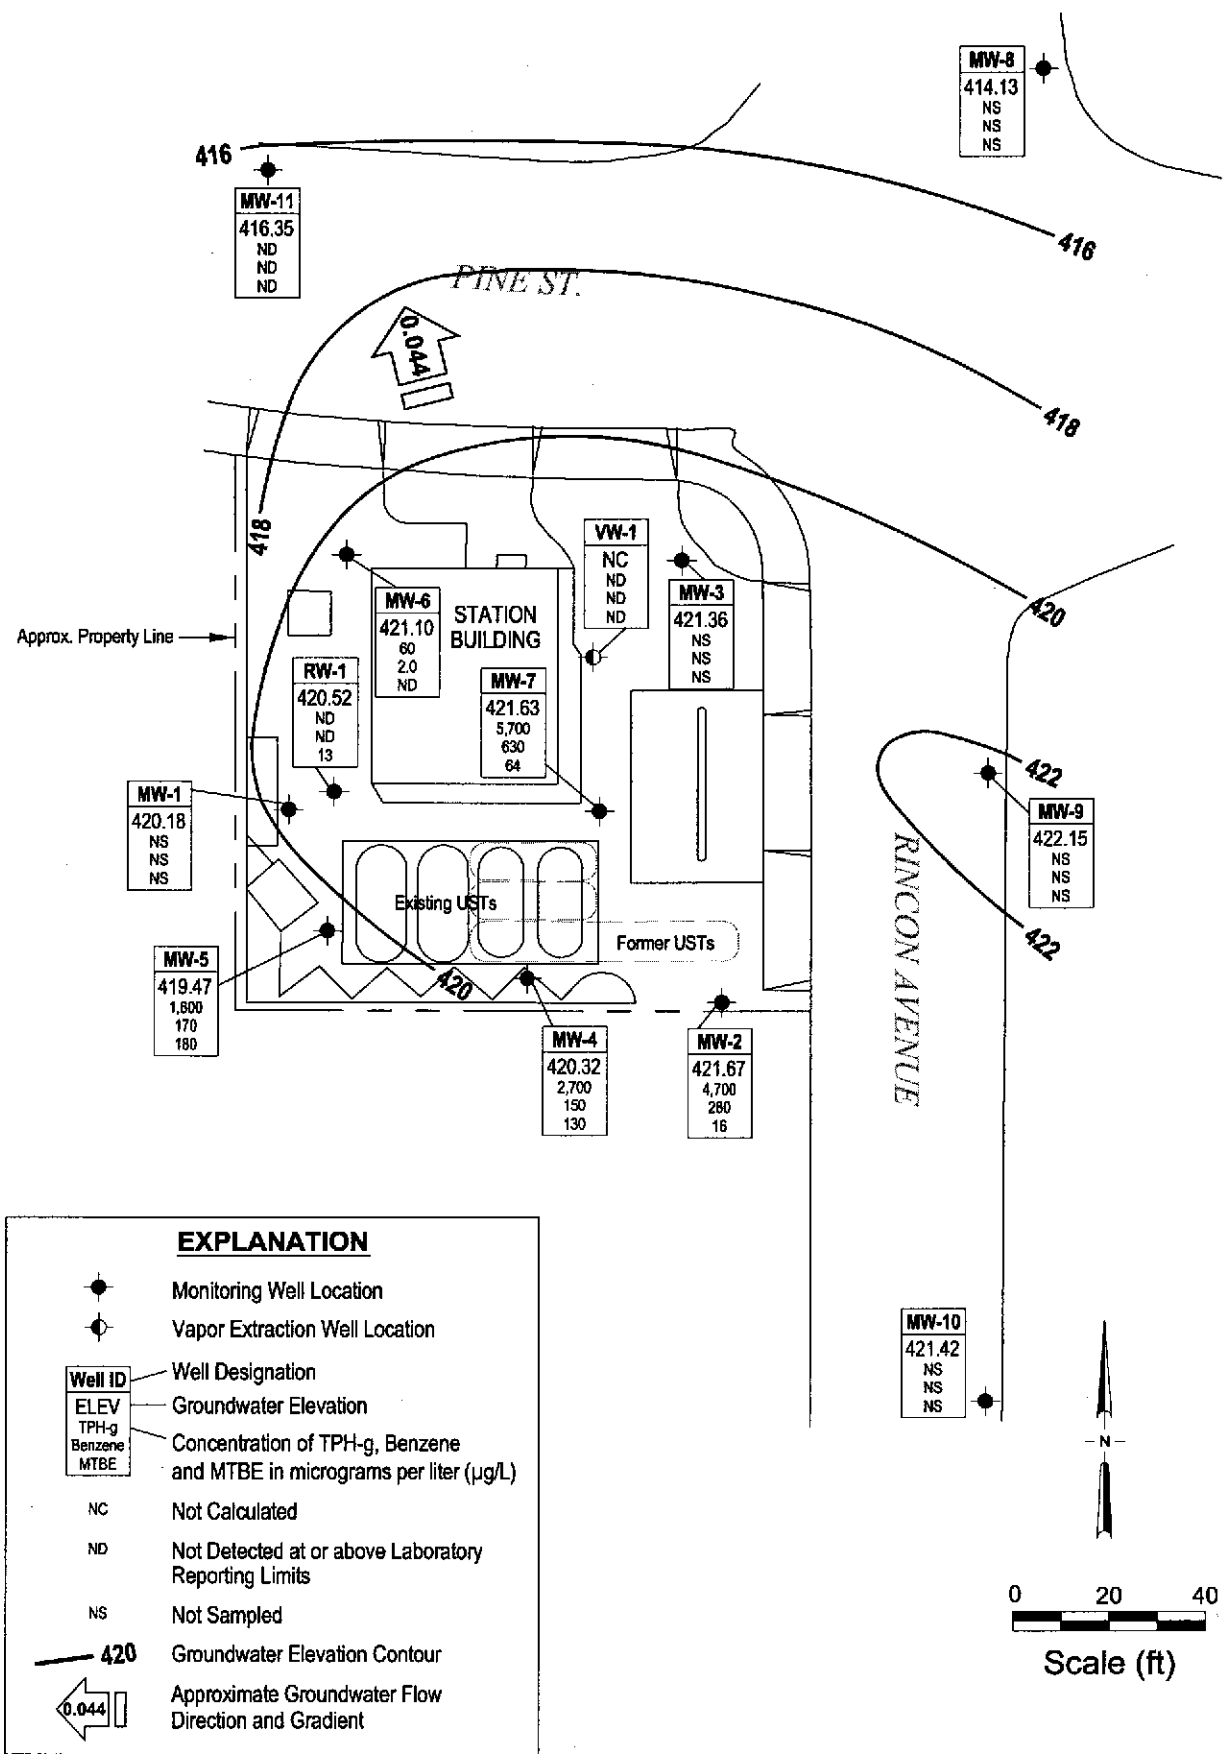 MW-8
414.13
NS
NS
NS
416
MW-11
416.35
ND
ND
ND
416
PINE ST.
0.044
418
418
VW-1
NC
ND
ND
ND
MW-3
421.36
NS
NS
NS
MW-6
421.10
60
2.0
ND
STATION
BUILDING
420
Approx. Property Line
RW-1
420.52
ND
ND
13
MW-7
421.63
5,700
630
64
422
MW-1
420.18
NS
NS
NS
MW-9
422.15
NS
NS
NS
RINCON AVENUE
Existing USTs
Former USTs
422
MW-5
419.47
1,600
170
180
420
MW-4
420.32
2,700
150
130
MW-2
421.67
4,700
280
16
EXPLANATION
Monitoring Well Location
Vapor Extraction Well Location
Well ID
ELEV
TPH-g
Benzene
MTBE
Well Designation
Groundwater Elevation
Concentration of TPH-g, Benzene
and MTBE in micrograms per liter (µg/L)
NC Not Calculated
ND Not Detected at or above Laboratory
Reporting Limits
NS Not Sampled
420 Groundwater Elevation Contour
0.044 Approximate Groundwater Flow
Direction and Gradient
MW-10
421.42
NS
NS
NS
N
0 20 40
Scale (ft)